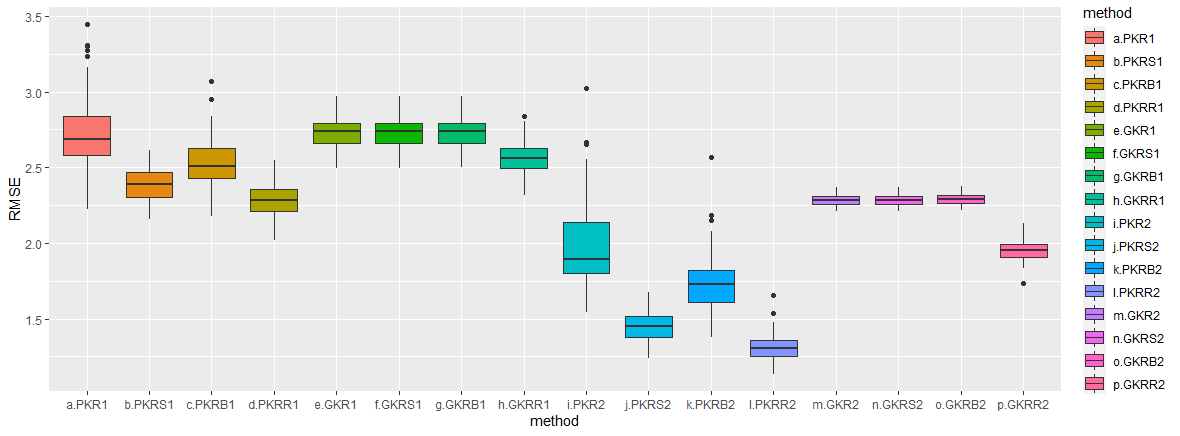 3.5
3.0
2.5
2.0
1.5
RMSE
a.PKR1 b.PKRS1 c.PKRB1 d.PKRR1 e.GKR1 f.GKRS1 g.GKRB1 h.GKRR1 i.PKR2 j.PKRS2 k.PKRB2 l.PKRR2 m.GKR2 n.GKRS2 o.GKRB2 p.GKRR2
method
method
a.PKR1
b.PKRS1
c.PKRB1
d.PKRR1
e.GKR1
f.GKRS1
g.GKRB1
h.GKRR1
i.PKR2
j.PKRS2
k.PKRB2
l.PKRR2
m.GKR2
n.GKRS2
o.GKRB2
p.GKRR2